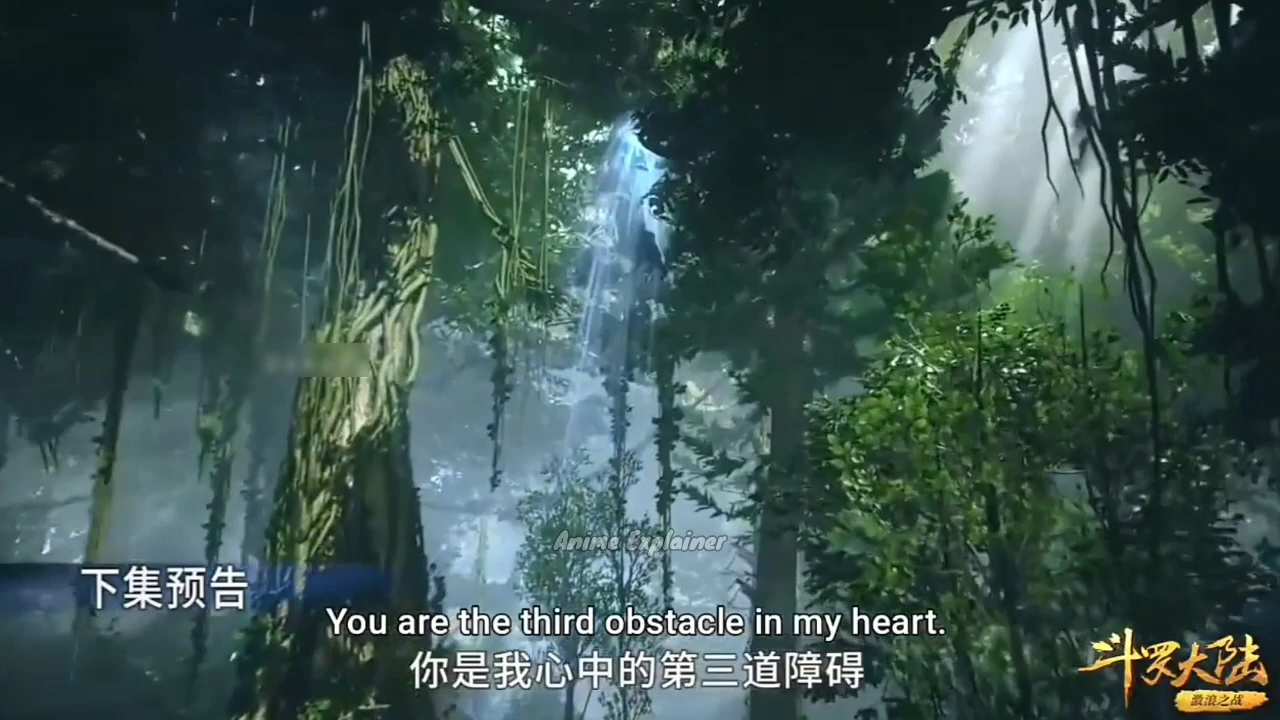 Anime Explainer
下集预告
You are the third obstacle in my heart.
你是我心中的第三道障碍
斗罗大陆
激浪之战